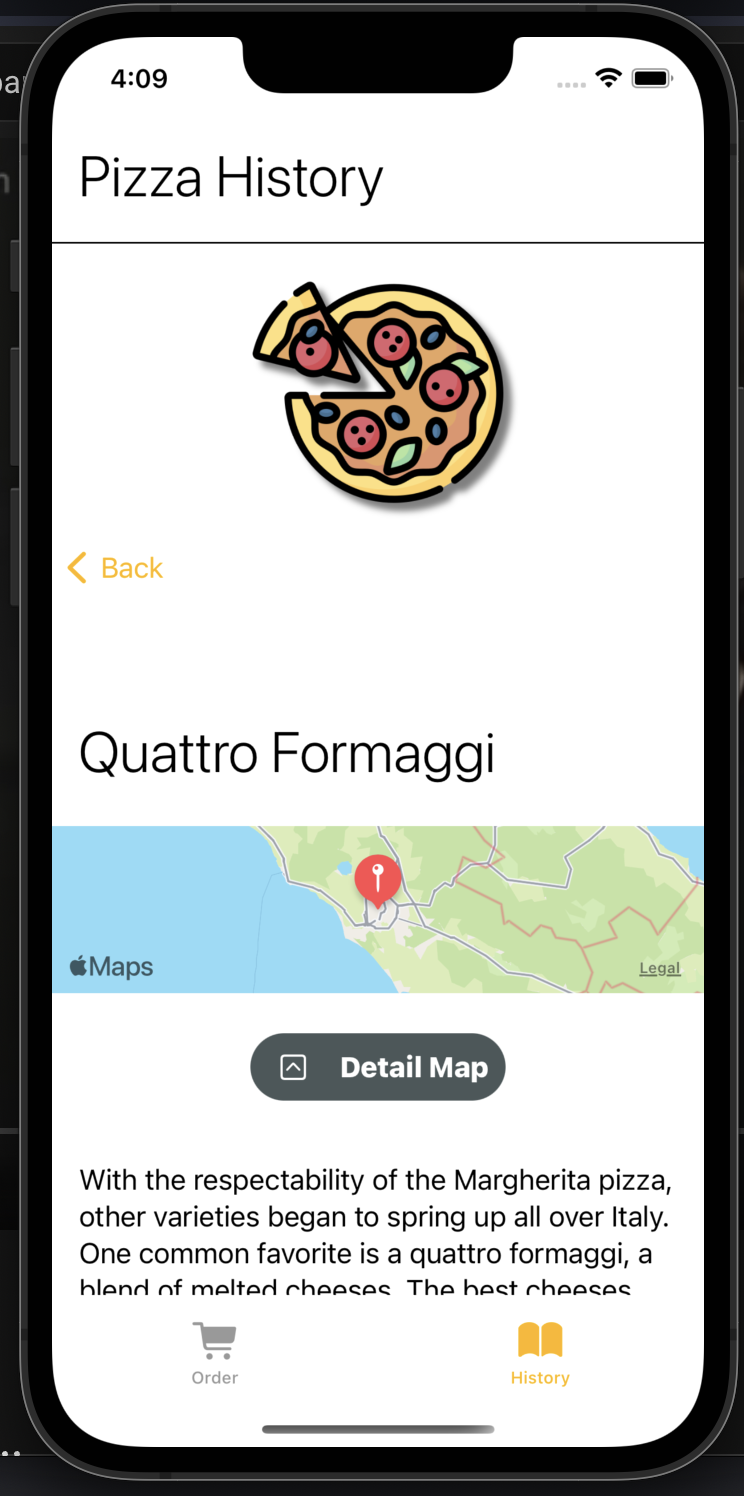 4:09
Pizza History
Back
Quattro Formaggi
Maps
Legal
Detail Map
With the respectability of the Margherita pizza,
other varieties began to spring up all over Italy.
One common favorite is a quattro formaggi, a
blend of melted cheeses. The best cheeses
Order
History